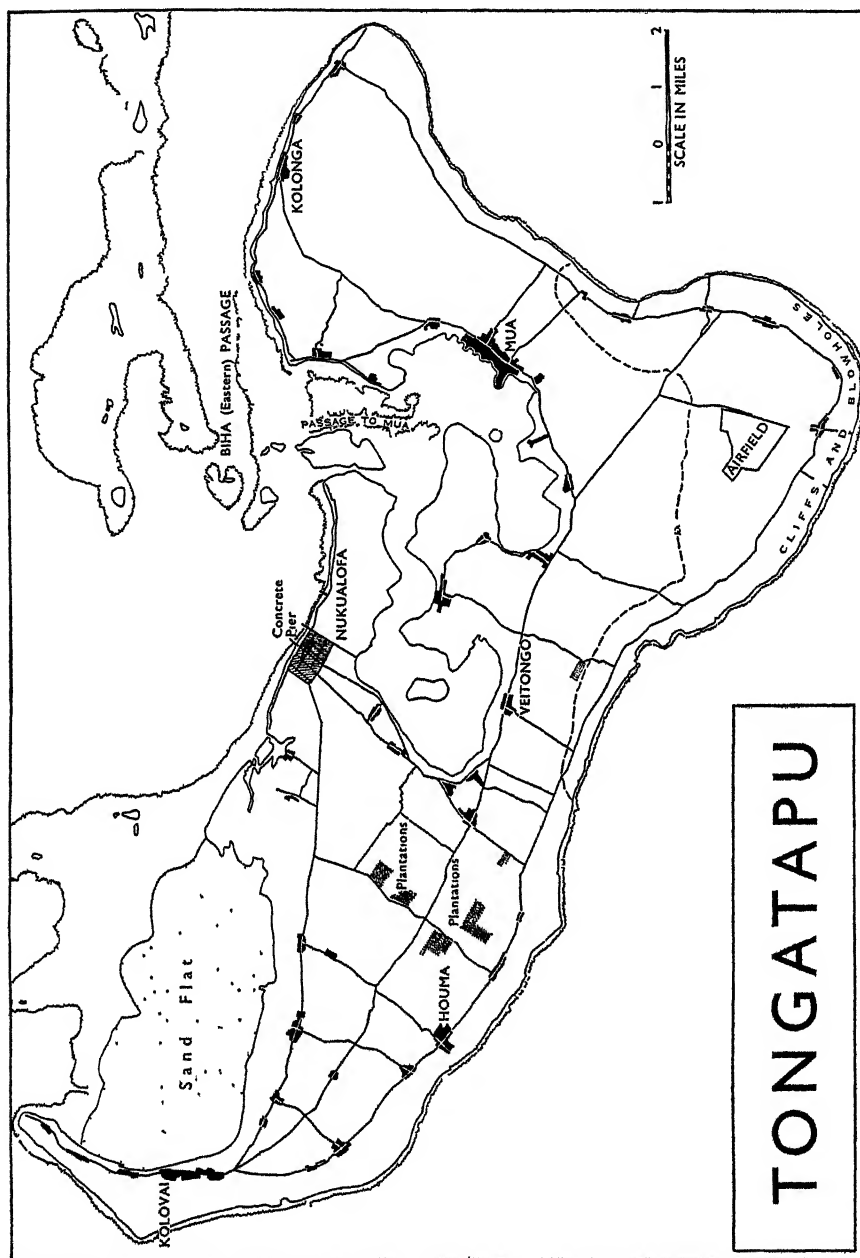 Sand Flat
KOLOVAI
HOUMA
Plantations
Plantations
Concrete
Pier
NUKUALOFA
VEITONGO
BIHA (Eastern) PASSAGE
PASSAGE TO MUA
KOLONGA
MUA
AIRFIELD
CLIFFS AND BLOWHOLES
1 0 1 2
SCALE IN MILES
TONGATAPU